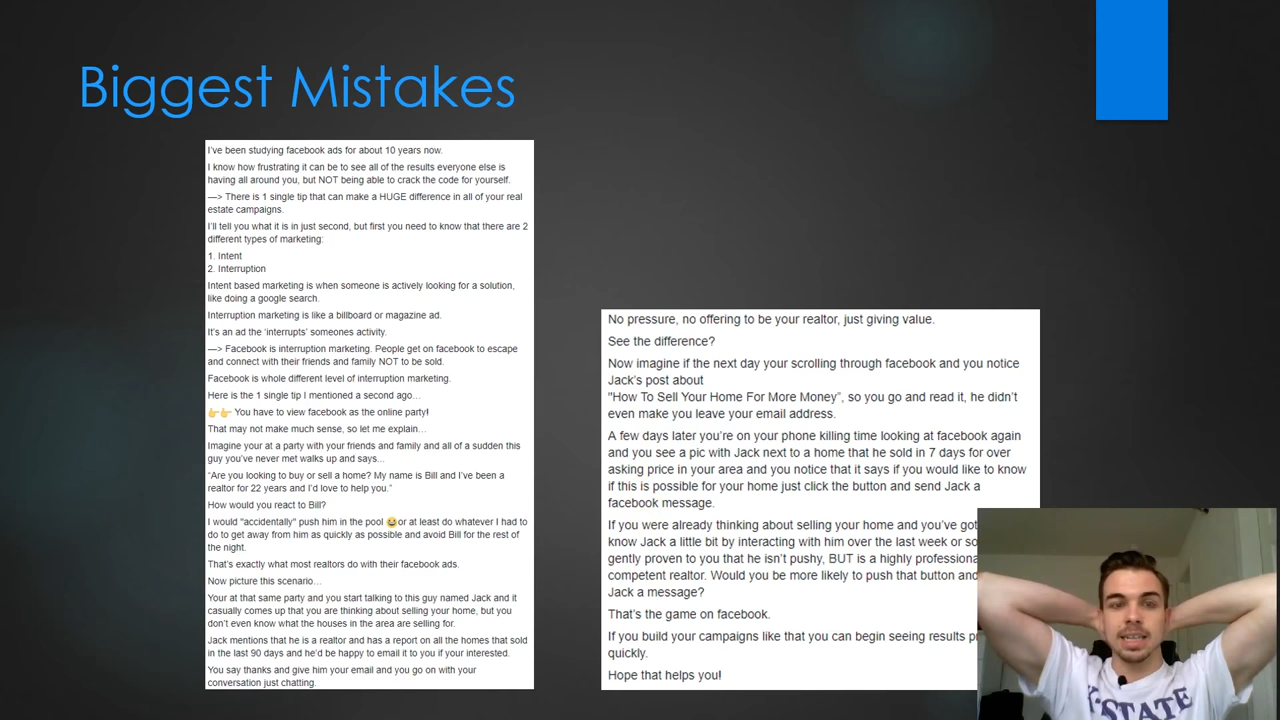 Biggest Mistakes
I've been studying facebook ads for about 10 years now.
I know how frustrating it can be to see all of the results everyone else is
having all around you, but NOT being able to crack the code for yourself.
—> There is 1 single tip that can make a HUGE difference in all of your real
estate campaigns.
I'll tell you what it is in just second, but first you need to know that there are 2
different types of marketing:
1. Intent
2. Interruption
Intent based marketing is when someone is actively looking for a solution,
like doing a google search.
Interruption marketing is like a billboard or magazine ad.
It's an ad the 'interrupts' someones activity.
—> Facebook is interruption marketing. People get on facebook to escape
and connect with their friends and family NOT to be sold.
Facebook is whole different level of interruption marketing.
Here is the 1 single tip I mentioned a second ago…
👉👉 You have to view facebook as the online party!
That may not make much sense, so let me explain…
Imagine your at a party with your friends and family and all of a sudden this
guy you've never met walks up and says...
"Are you looking to buy or sell a home? My name is Bill and I've been a
realtor for 22 years and I'd love to help you."
How would you react to Bill?
I would "accidentally" push him in the pool 😂or at least do whatever I had to
do to get away from him as quickly as possible and avoid Bill for the rest of
the night.
That's exactly what most realtors do with their facebook ads.
Now picture this scenario…
Your at that same party and you start talking to this guy named Jack and it
casually comes up that you are thinking about selling your home, but you
don't even know what the houses in the area are selling for.
Jack mentions that he is a realtor and has a report on all the homes that sold
in the last 90 days and he'd be happy to email it to you if your interested.
You say thanks and give him your email and you go on with your
conversation just chatting.
No pressure, no offering to be your realtor, just giving value.
See the difference?
Now imagine if the next day your scrolling through facebook and you notice
Jack's post about
"How To Sell Your Home For More Money", so you go and read it, he didn't
even make you leave your email address.
A few days later you're on your phone killing time looking at facebook again
and you see a pic with Jack next to a home that he sold in 7 days for over
asking price in your area and you notice that it says if you would like to know
if this is possible for your home just click the button and send Jack a
facebook message.
If you were already thinking about selling your home and you've got
know Jack a little bit by interacting with him over the last week or so
gently proven to you that he isn't pushy, BUT is a highly professiona
competent realtor. Would you be more likely to push that button and
Jack a message?
That's the game on facebook.
If you build your campaigns like that you can begin seeing results p
quickly.
Hope that helps you!
K-STATE